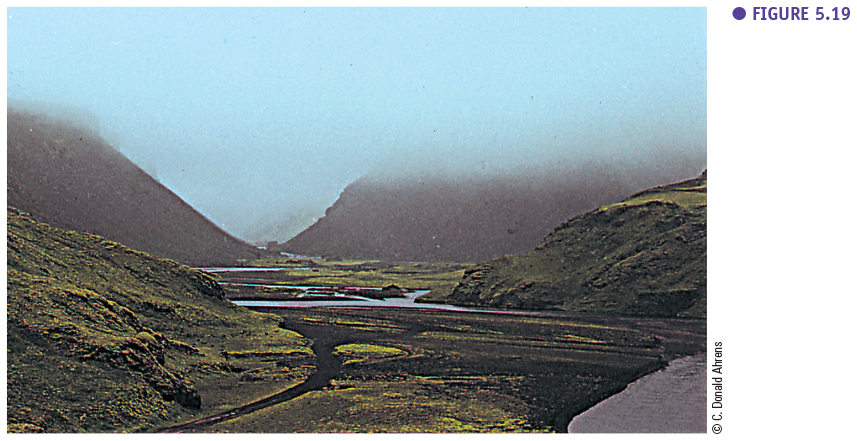 ● FIGURE 5.19
© C. Donald Ahrens